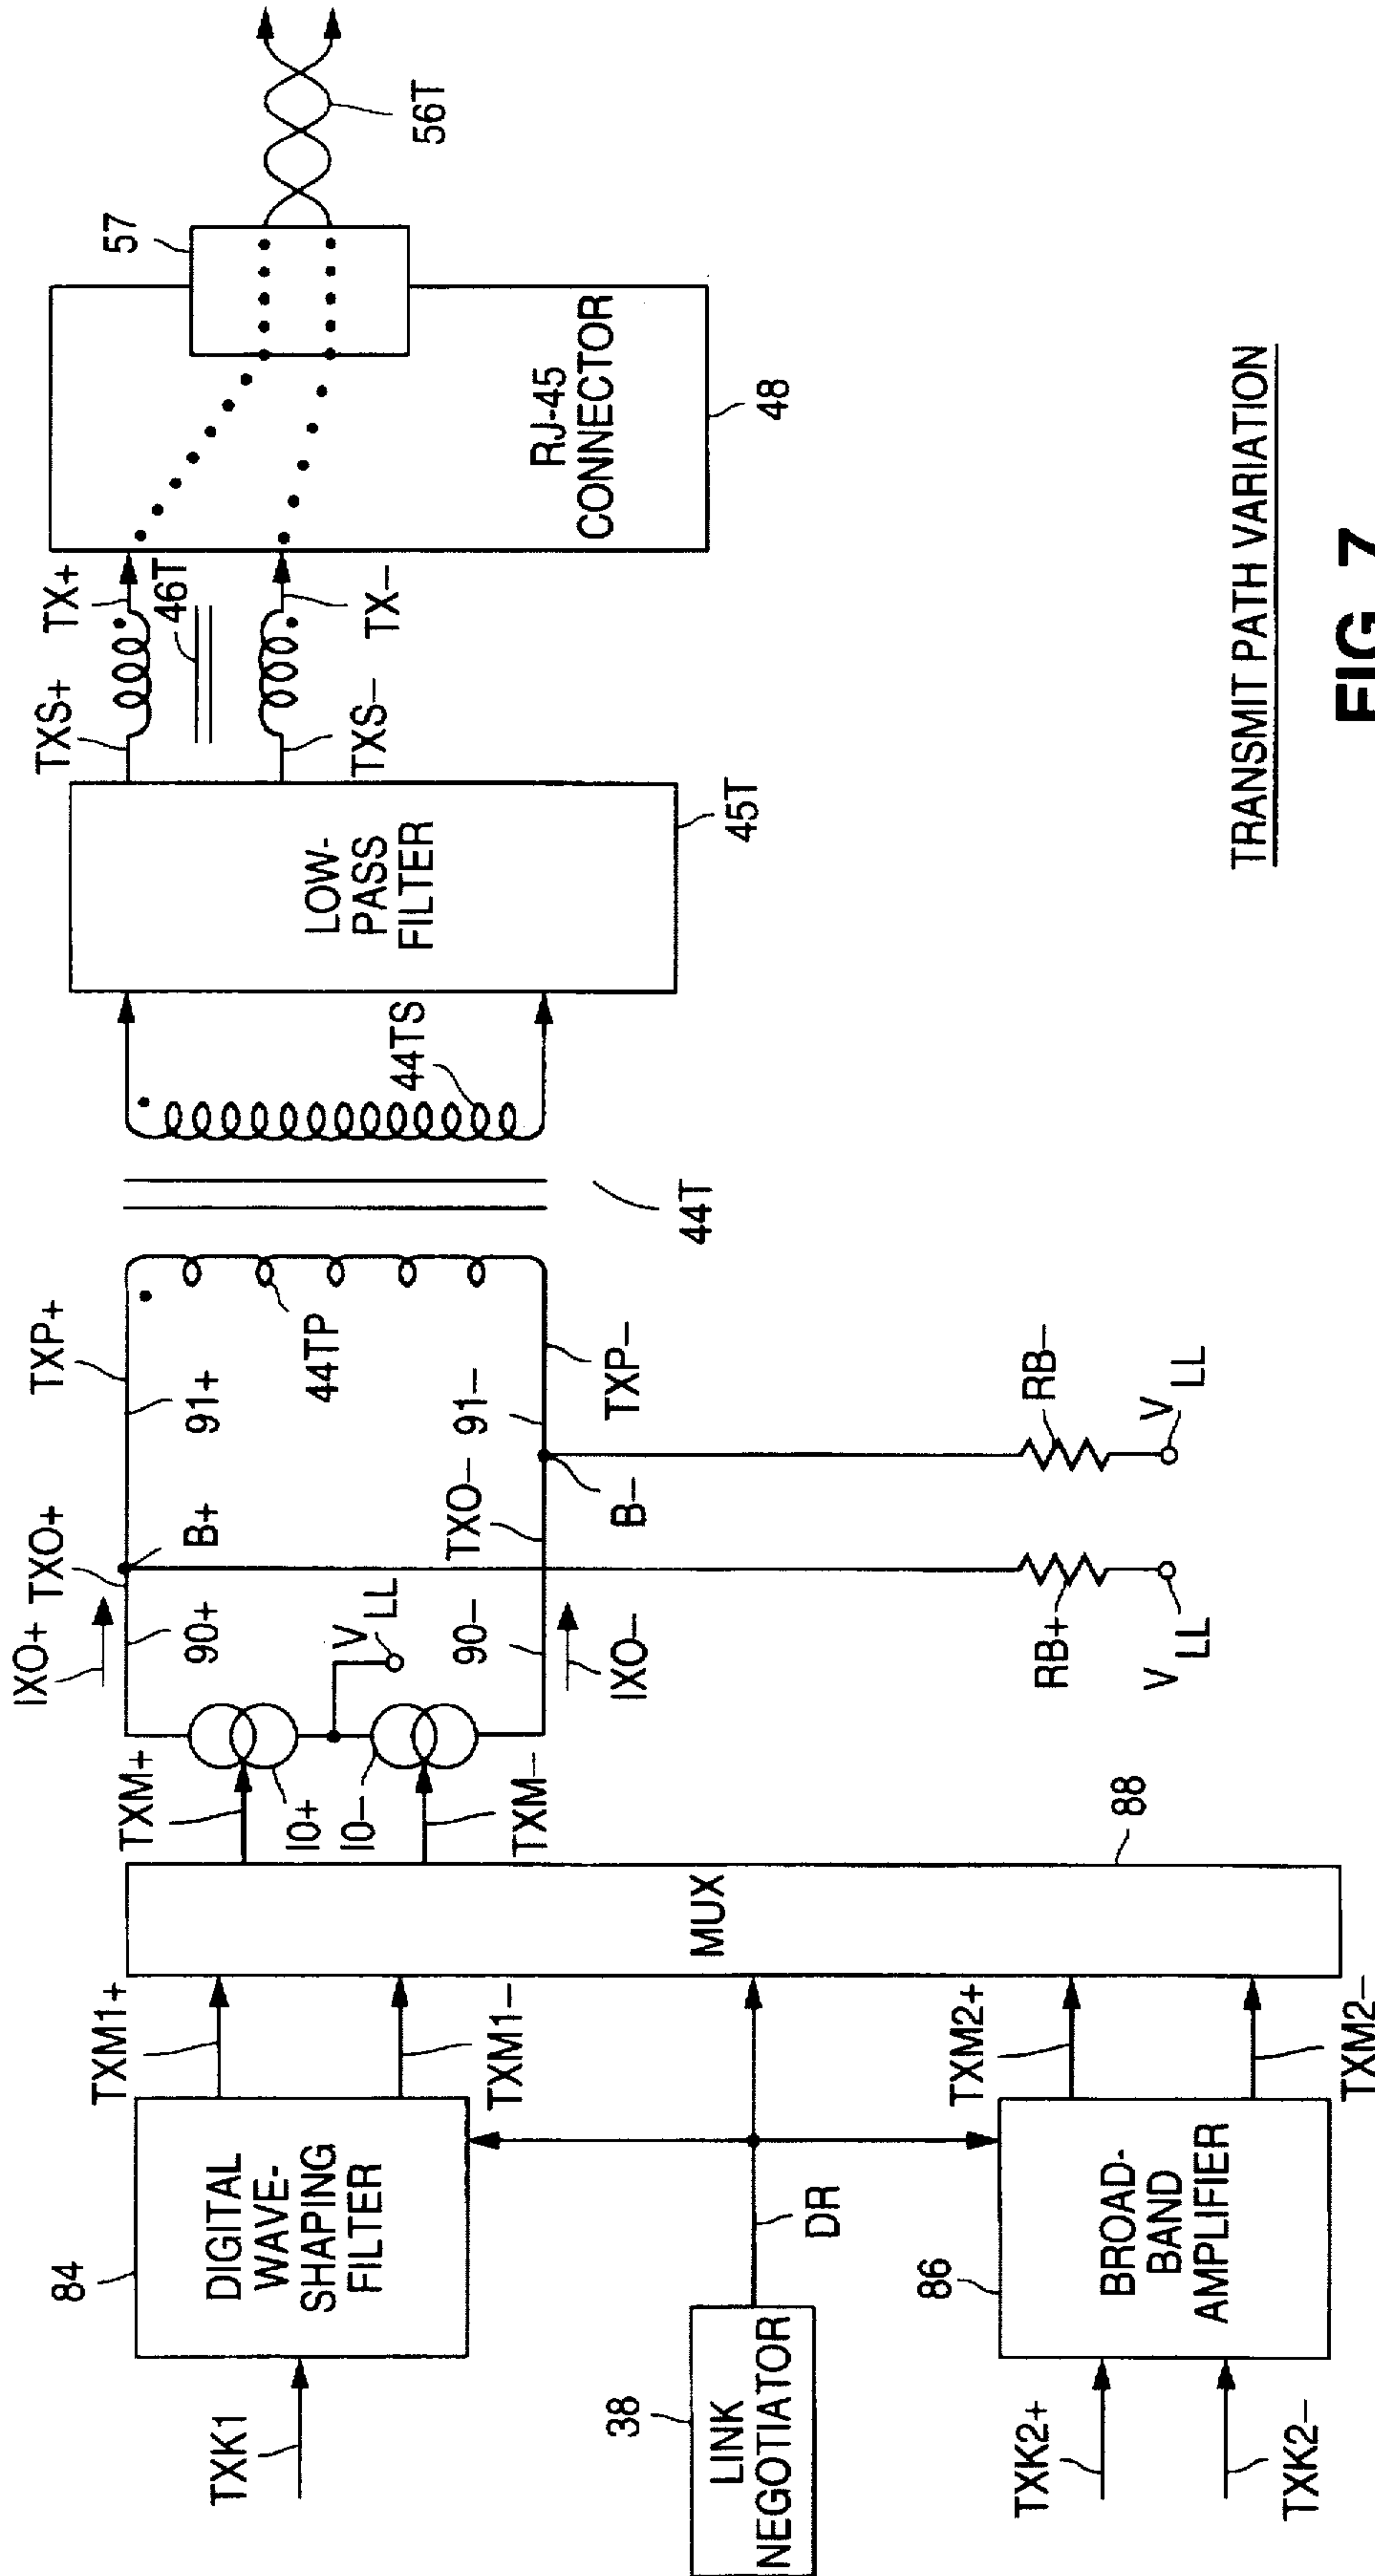 TXK1
84
DIGITAL
WAVE-
SHAPING
FILTER
TXM1+
TXM1−
38
LINK
NEGOTIATOR
DR
TXK2+
TXK2−
86
BROAD-
BAND
AMPLIFIER
TXM2+
TXM2−
MUX
88
TXM+
TXM−
I0+
I0−
IXO+
90+
V LL
90−
IXO−
TXO+
B+
TXO−
B−
RB+
V LL
RB−
V LL
TXP+
91+
91−
TXP−
44TP
44T
44TS
LOW-
PASS
FILTER
45T
TXS+
TXS−
46T
TX+
TX−
RJ-45
CONNECTOR
48
57
56T
TRANSMIT PATH VARIATION
FIG. 7